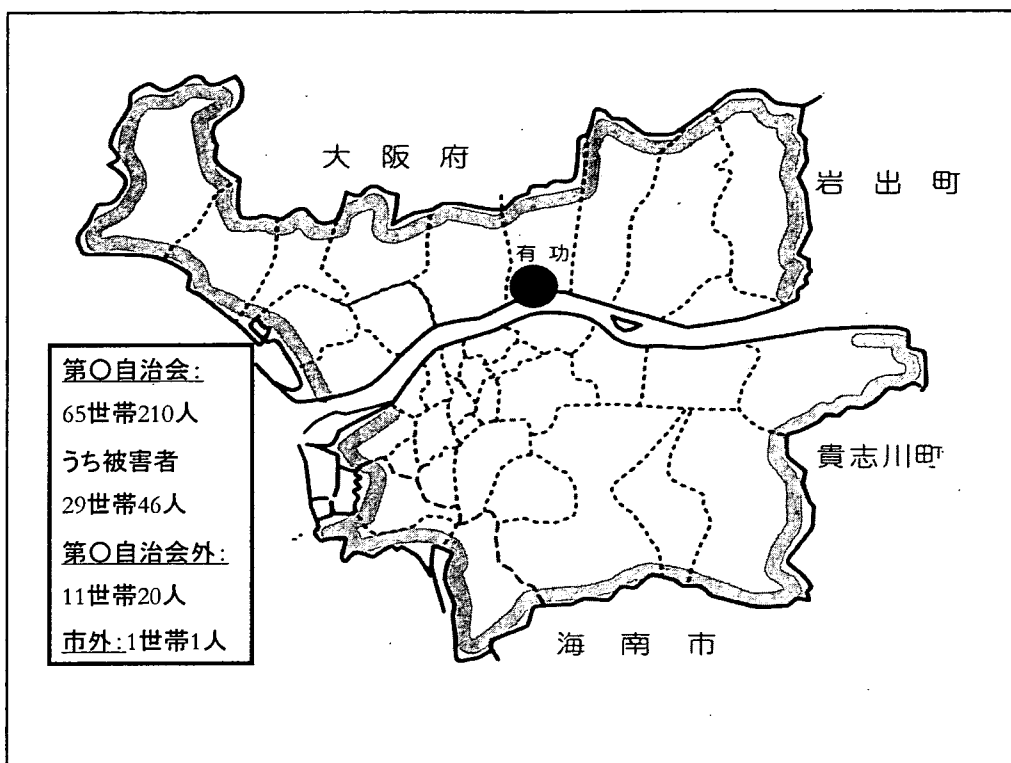 大阪府
岩出町
有功
第〇自治会:
65世帯210人
うち被害者
29世帯46人
第〇自治会外:
11世帯20人
市外:1世帯1人
貴志川町
海南市